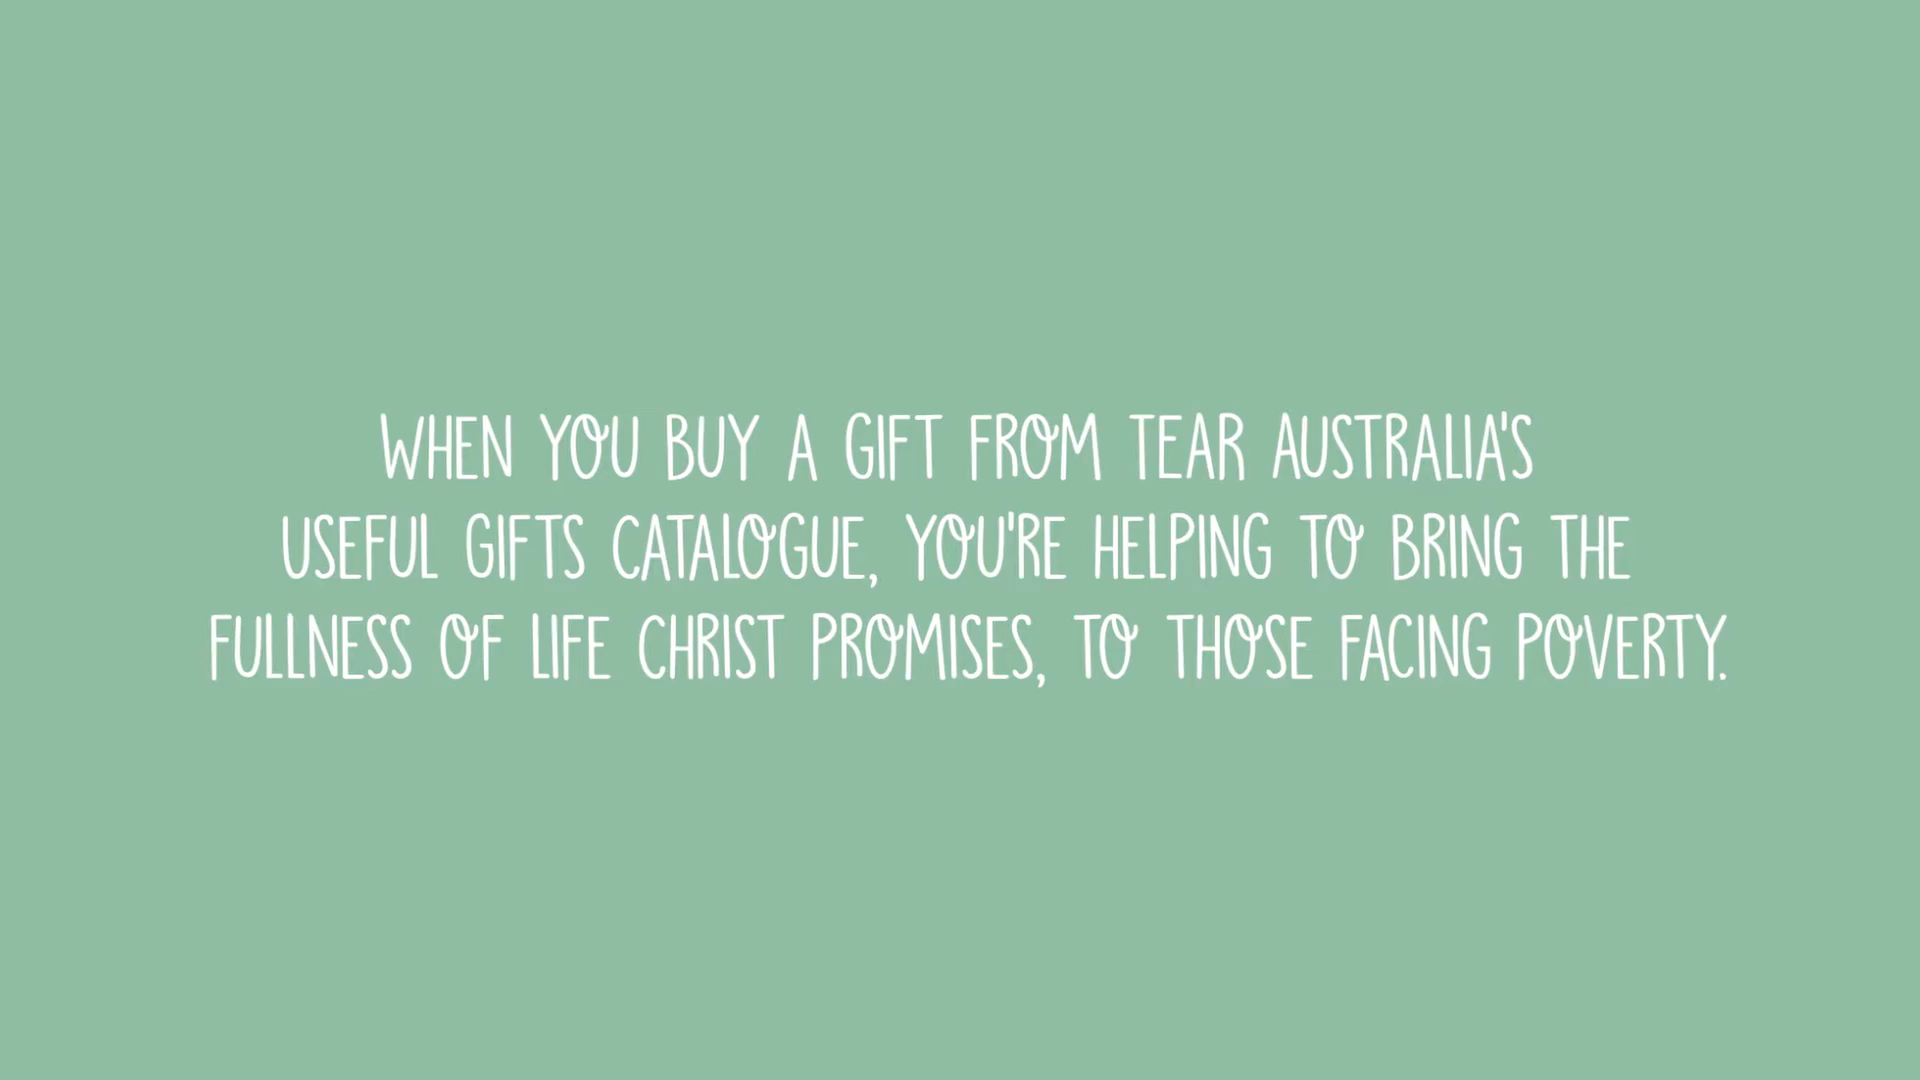 WHEN YOU BUY A GIFT FROM TEAR AUSTRALIA'S
USEFUL GIFTS CATALOGUE, YOU'RE HELPING TO BRING THE
FULLNESS OF LIFE CHRIST PROMISES, TO THOSE FACING POVERTY.